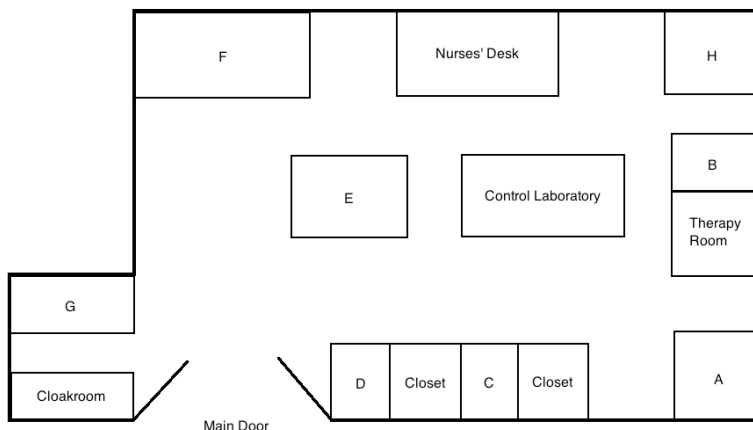 F
Nurses' Desk
H
B
E
Control Laboratory
Therapy
Room
G
D
Closet
C
Closet
A
Cloakroom
Main Door